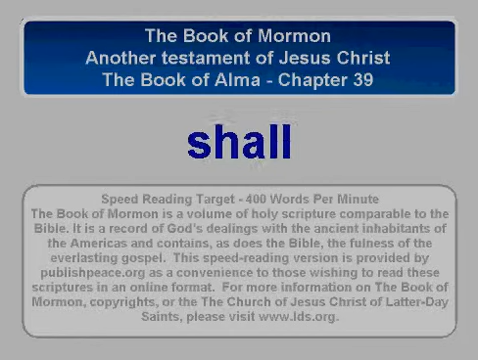 The Book of Mormon
Another testament of Jesus Christ
The Book of Alma - Chapter 39
shall
Speed Reading Target - 400 Words Per Minute
The Book of Mormon is a volume of holy scripture comparable to the
Bible. It is a record of God's dealings with the ancient inhabitants of
the Americas and contains, as does the Bible, the fulness of the
everlasting gospel. This speed-reading version is provided by
publishpeace.org as a convenience to those wishing to read these
scriptures in an online format. For more information on The Book of
Mormon, copyrights, or the The Church of Jesus Christ of Latter-Day
Saints, please visit www.lds.org.